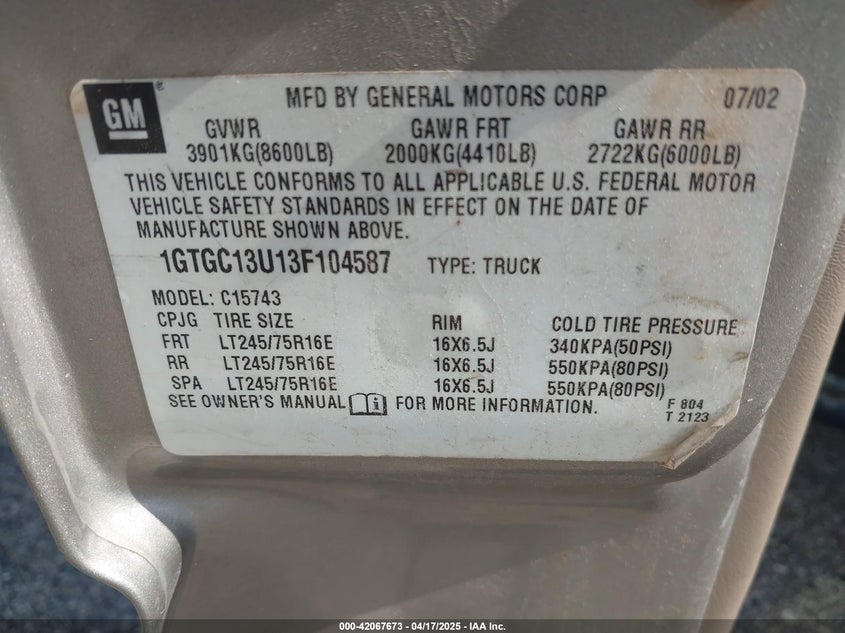 GM
®
MFD BY GENERAL MOTORS CORP 07/02
GVWR GAWR FRT GAWR RR
3901KG(8600LB) 2000KG(4410LB) 2722KG(6000LB)
THIS VEHICLE CONFORMS TO ALL APPLICABLE U.S. FEDERAL MOTOR
VEHICLE SAFETY STANDARDS IN EFFECT ON THE DATE OF
MANUFACTURE SHOWN ABOVE.
1GTGC13U13F104587 TYPE: TRUCK
MODEL: C15743
CPJG TIRE SIZE RIM COLD TIRE PRESSURE
FRT LT245/75R16E 16X6.5J 340KPA(50PSI)
RR LT245/75R16E 16X6.5J 550KPA(80PSI)
SPA LT245/75R16E 16X6.5J 550KPA(80PSI)
SEE OWNER'S MANUAL i FOR MORE INFORMATION.
F 804
T 2123
000-42067673 - 04/17/2025 - IAA Inc.